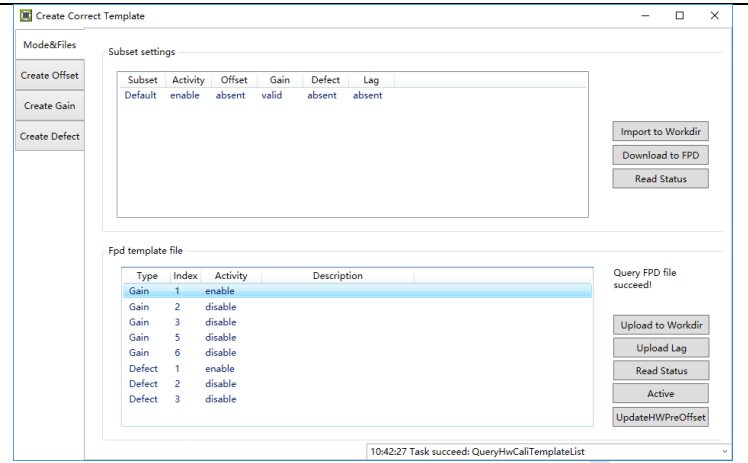 Create Correct Template
Mode&Files
Create Offset
Create Gain
Create Defect
Subset settings
Subset Activity Offset Gain Defect Lag
Default enable absent valid absent absent
Import to Workdir
Download to FPD
Read Status
Fpd template file
Type Index Activity Description
Gain 1 enable
Gain 2 disable
Gain 3 disable
Gain 5 disable
Gain 6 disable
Defect 1 enable
Defect 2 disable
Defect 3 disable
Query FPD file
succeed!
Upload to Workdir
Upload Lag
Read Status
Active
UpdateHWPreOffset
10:42:27 Task succeed: QueryHwCaliTemplateList